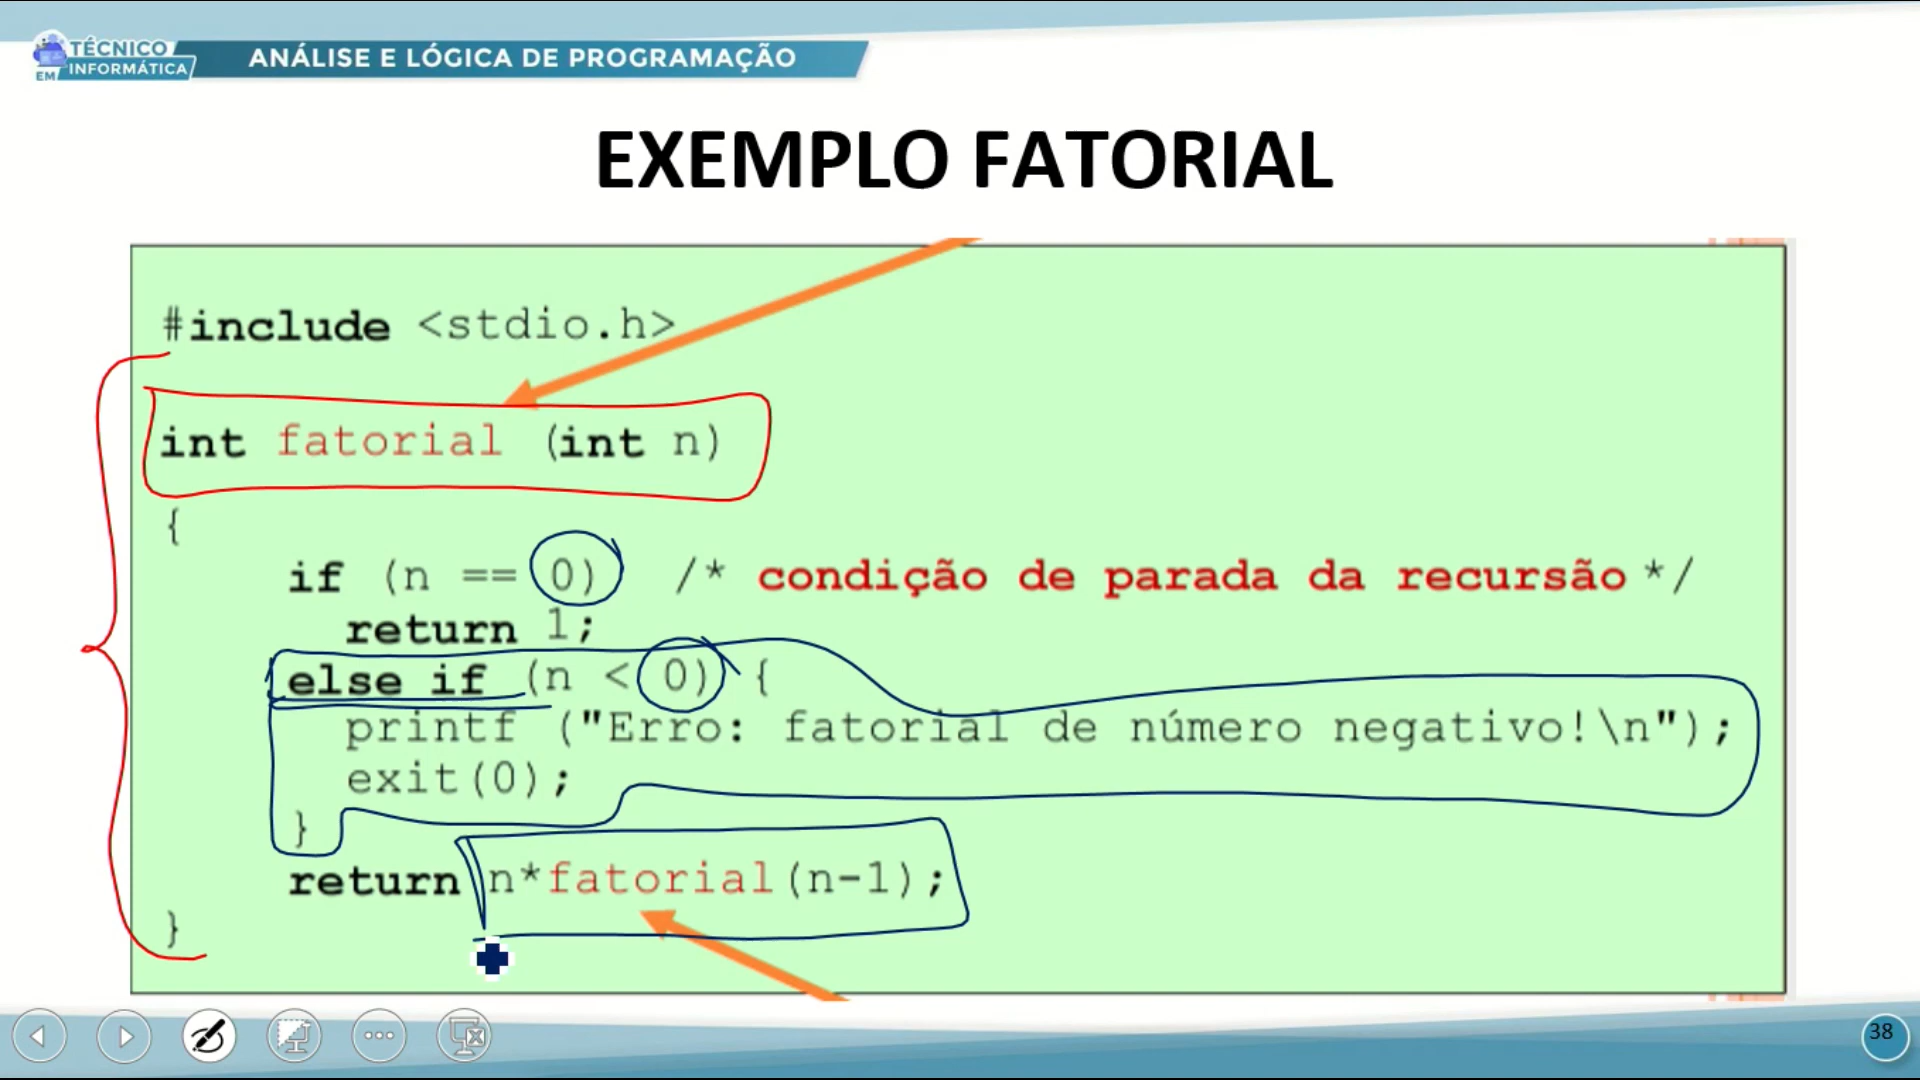 TÉCNICO
EM INFORMÁTICA
ANÁLISE E LÓGICA DE PROGRAMAÇÃO
EXEMPLO FATORIAL
#include <stdio.h>
int fatorial (int n)
{
if (n == 0) /* condição de parada da recursão */
return 1;
else if (n < 0) {
printf ("Erro: fatorial de número negativo!\n");
exit(0);
}
return n*fatorial(n-1);
}
38